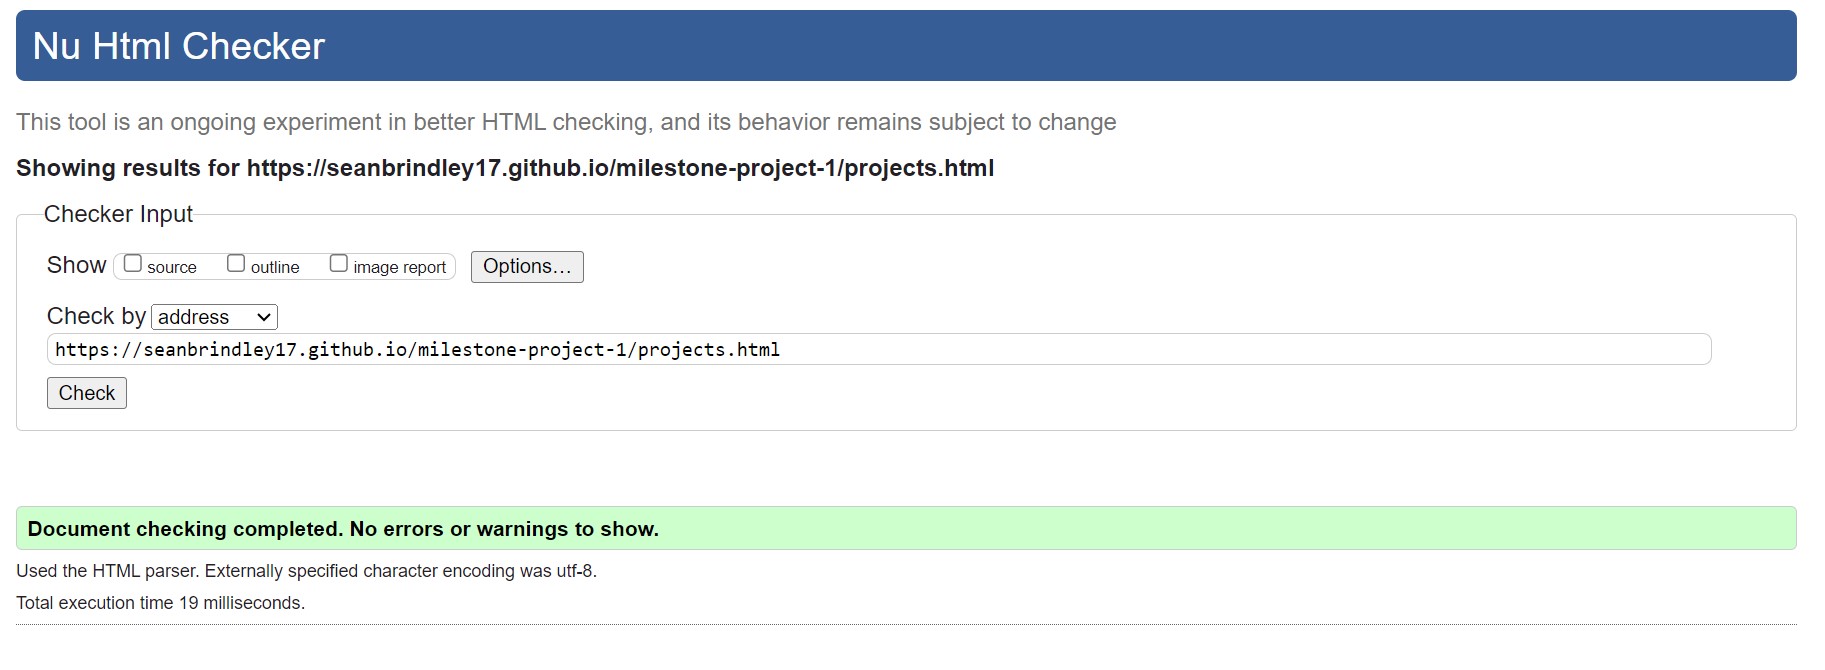 Nu Html Checker
This tool is an ongoing experiment in better HTML checking, and its behavior remains subject to change
Showing results for https://seanbrindley17.github.io/milestone-project-1/projects.html
Checker Input
Show source outline image report Options...
Check by address
https://seanbrindley17.github.io/milestone-project-1/projects.html
Check
Document checking completed. No errors or warnings to show.
Used the HTML parser. Externally specified character encoding was utf-8.
Total execution time 19 milliseconds.